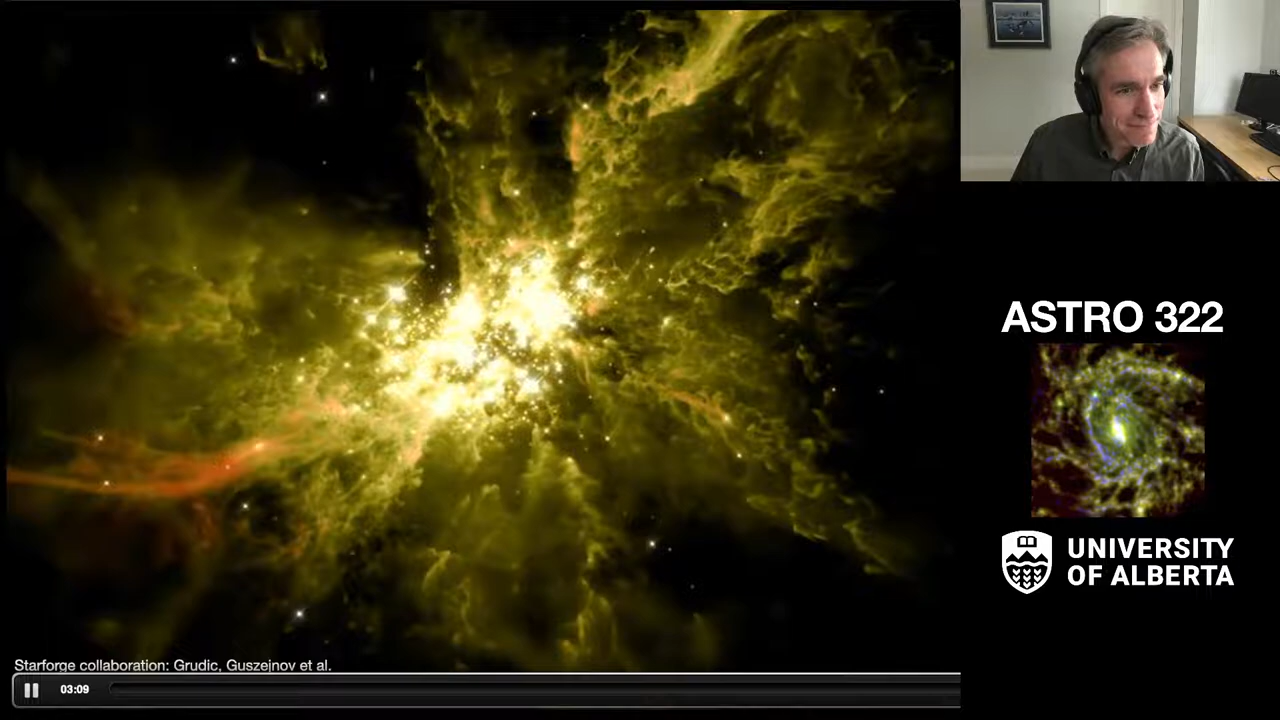 ASTRO 322
UNIVERSITY
OF ALBERTA
Starforge collaboration: Grudic, Guszejnov et al.
03:09